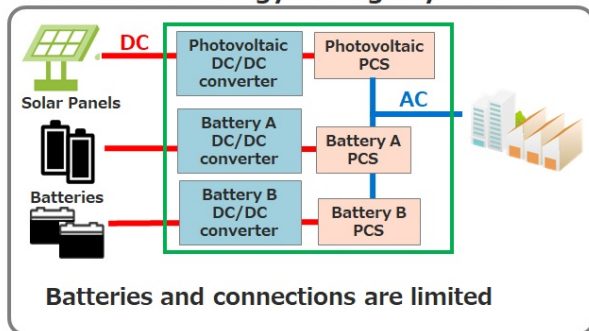 DC
Photovoltaic
DC/DC
converter
Photovoltaic
PCS
Solar Panels
AC
Battery A
DC/DC
converter
Battery A
PCS
Batteries
Battery B
DC/DC
converter
Battery B
PCS
Batteries and connections are limited